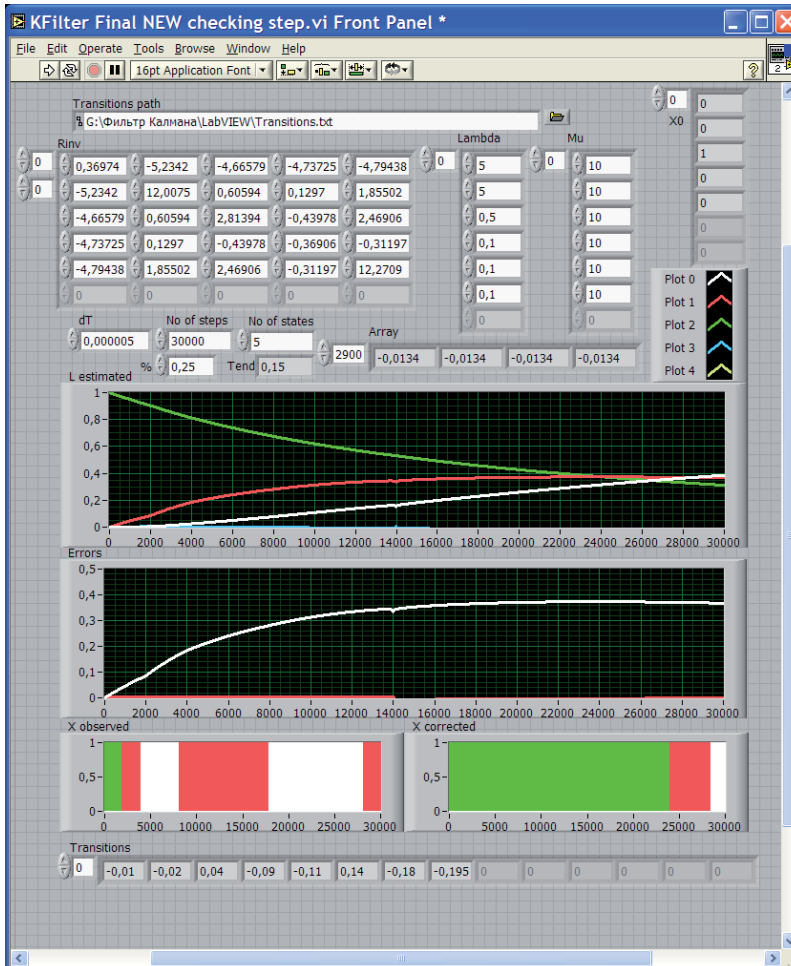 KFilter Final NEW checking step.vi Front Panel *
File Edit Operate Tools Browse Window Help
16pt Application Font
2
Transitions path
G:\Фильтр Калмана\LabVIEW\Transitions.txt
0 0
X0 0
1
0
0
0
0
Rinv
0
0
0,36974 -5,2342 -4,66579 -4,73725 -4,79438
-5,2342 12,0075 0,60594 0,1297 1,85502
-4,66579 0,60594 2,81394 -0,43978 2,46906
-4,73725 0,1297 -0,43978 -0,36906 -0,31197
-4,79438 1,85502 2,46906 -0,31197 12,2709
0 0 0 0 0
Lambda
0 5
5
0,5
0,1
0,1
0,1
0
Mu
0 10
10
10
10
10
10
0
Plot 0
Plot 1
Plot 2
Plot 3
Plot 4
dT No of steps No of states
0,000005 30000 5
% 0,25 Tend 0,15
Array
2900 -0,0134 -0,0134 -0,0134 -0,0134
L estimated
1
0,8
0,6
0,4
0,2
0
0 2000 4000 6000 8000 10000 12000 14000 16000 18000 20000 22000 24000 26000 28000 30000
Errors
0,5
0,4
0,3
0,2
0,1
0
0 2000 4000 6000 8000 10000 12000 14000 16000 18000 20000 22000 24000 26000 28000 30000
X observed
1
0,5
0
0 5000 10000 15000 20000 30000
X corrected
1
0,5
0
0 5000 10000 15000 20000 25000 30000
Transitions
0 -0,01 -0,02 0,04 -0,09 -0,11 0,14 -0,18 -0,195 0 0 0 0 0